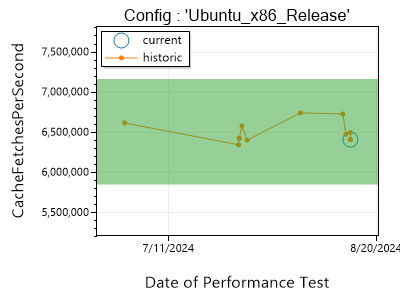 Config : 'Ubuntu_x86_Release'
current
historic
CacheFetchesPerSecond
7,500,000
7,000,000
6,500,000
6,000,000
5,500,000
7/11/2024
8/20/2024
Date of Performance Test